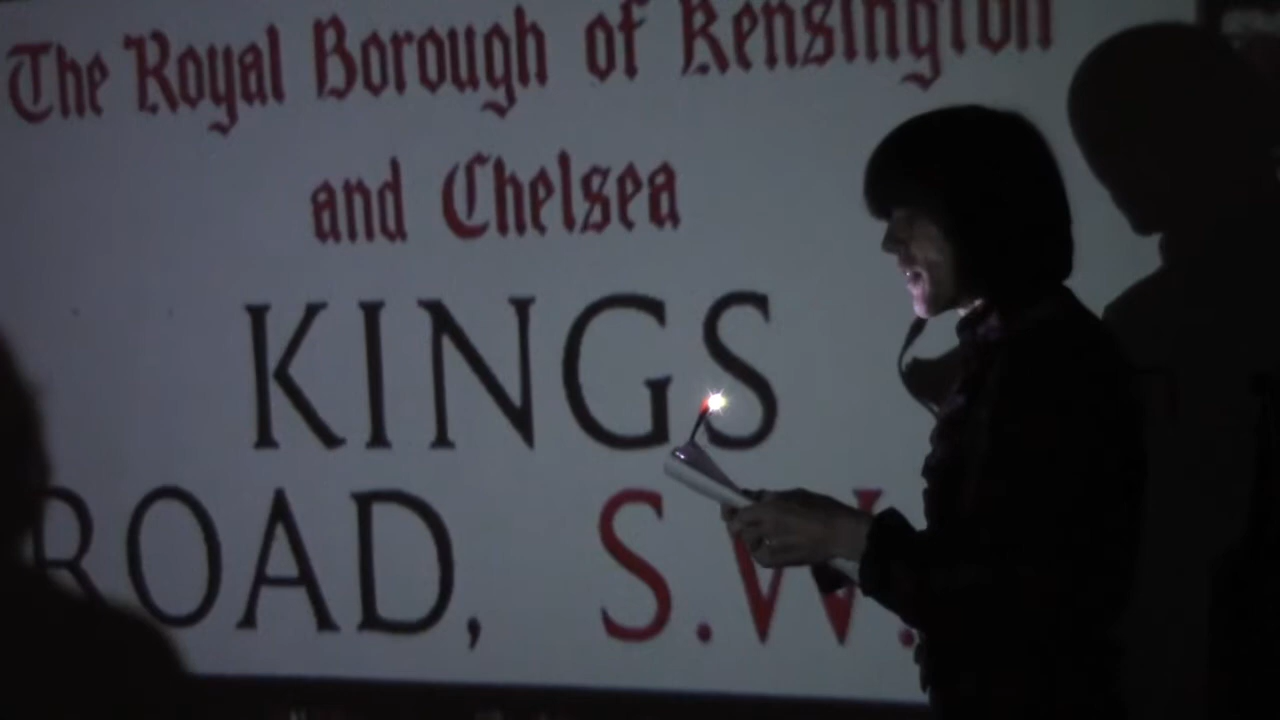 The Royal Borough of Kensington
and Chelsea
KINGS
ROAD, S.W.